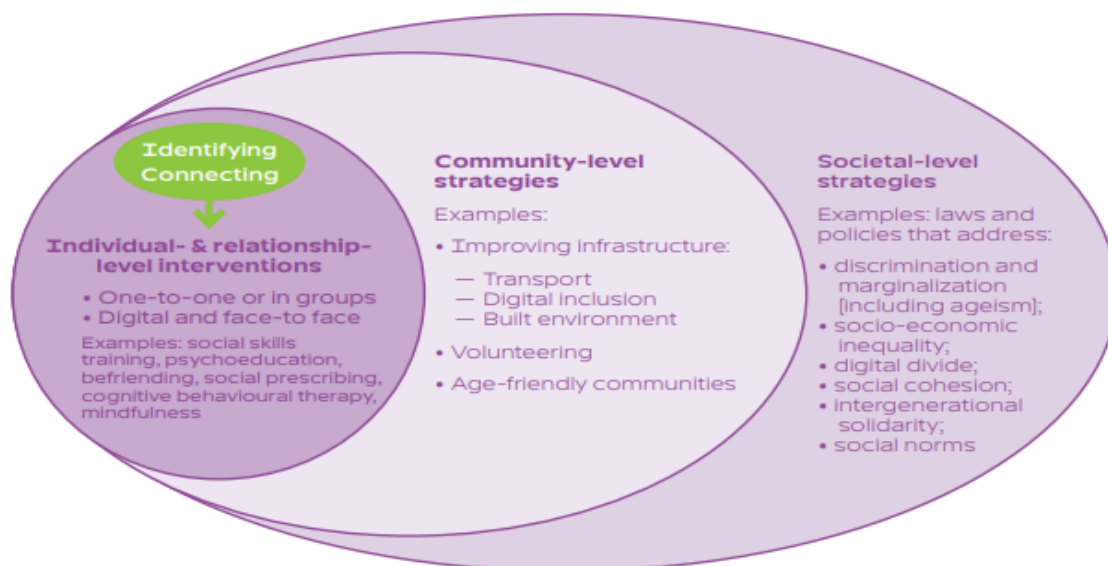 Identifying
Connecting
Individual- & relationship-
level interventions
• One-to-one or in groups
• Digital and face-to face
Examples: social skills
training, psychoeducation,
befriending, social prescribing,
cognitive behavioural therapy,
mindfulness
Community-level
strategies
Examples:
• Improving infrastructure:
— Transport
— Digital inclusion
— Built environment
• Volunteering
• Age-friendly communities
Societal-level
strategies
Examples: laws and
policies that address:
• discrimination and
marginalization
[including ageism];
• socio-economic
inequality;
• digital divide;
• social cohesion;
• intergenerational
solidarity;
• social norms